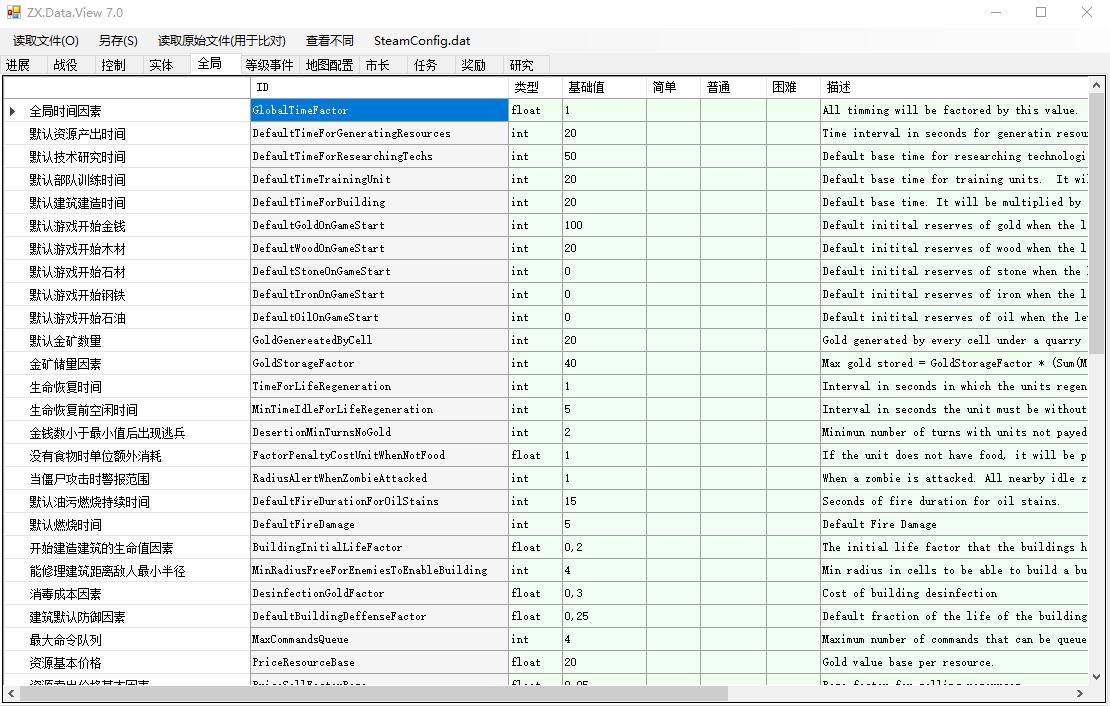 ZX.Data.View 7.0
读取文件(O) 另存(S) 读取原始文件(用于比对) 查看不同 SteamConfig.dat
进展 战役 控制 实体 全局 等级事件 地图配置 市长 任务 奖励 研究
ID 类型 基础值 简单 普通 困难 描述
全局时间因素 GlobalTimeFactor float 1 All timming will be factored by this value.
默认资源产出时间 DefaultTimeForGeneratingResources int 20 Time interval in seconds for generatin resou
默认技术研究时间 DefaultTimeForResearchingTechs int 50 Default base time for researching technologi
默认部队训练时间 DefaultTimeTrainingUnit int 20 Default base time for training units. It wi
默认建筑建造时间 DefaultTimeForBuilding int 20 Default base time. It will be multiplied by
默认游戏开始金钱 DefaultGoldOnGameStart int 100 Default initital reserves of gold when the l
默认游戏开始木材 DefaultWoodOnGameStart int 20 Default initital reserves of wood when the l
默认游戏开始石材 DefaultStoneOnGameStart int 0 Default initital reserves of stone when the
默认游戏开始钢铁 DefaultIronOnGameStart int 0 Default initital reserves of iron when the l
默认游戏开始石油 DefaultOilOnGameStart int 0 Default initital reserves of oil when the le
默认金矿数量 GoldGenereatedByCell int 20 Gold generated by every cell under a quarry
金矿储量因素 GoldStorageFactor int 40 Max gold stored = GoldStorageFactor * (Sum(M
生命恢复时间 TimeForLifeRegeneration int 1 Interval in seconds in which the units regen
生命恢复前空闲时间 MinTimeIdleForLifeRegeneration int 5 Interval in seconds the unit must be without
金钱数小于最小值后出现逃兵 DesertionMinTurnsNoGold int 2 Minimun number of turns with units not payed
没有食物时单位额外消耗 FactorPenaltyCostUnitWhenNotFood float 1 If the unit does not have food, it will be p
当僵尸攻击时警报范围 RadiusAlertWhenZombieAttacked int 1 When a zombie is attacked. All nearby idle z
默认油污燃烧持续时间 DefaultFireDurationForOilStains int 15 Seconds of fire duration for oil stains.
默认燃烧时间 DefaultFireDamage int 5 Default Fire Damage
开始建造建筑的生命值因素 BuildingInitialLifeFactor float 0,2 The initial life factor that the buildings h
能修理建筑距离敌人最小半径 MinRadiusFreeForEnemiesToEnableBuilding int 4 Min radius in cells to be able to build a bu
消毒成本因素 DesinfectionGoldFactor float 0,3 Cost of building desinfection
建筑默认防御因素 DefaultBuildingDeffenseFactor float 0,25 Default fraction of the life of the building
最大命令队列 MaxCommandsQueue int 4 Maximum number of commands that can be queue
资源基本价格 PriceResourceBase float 20 Gold value base per resource.